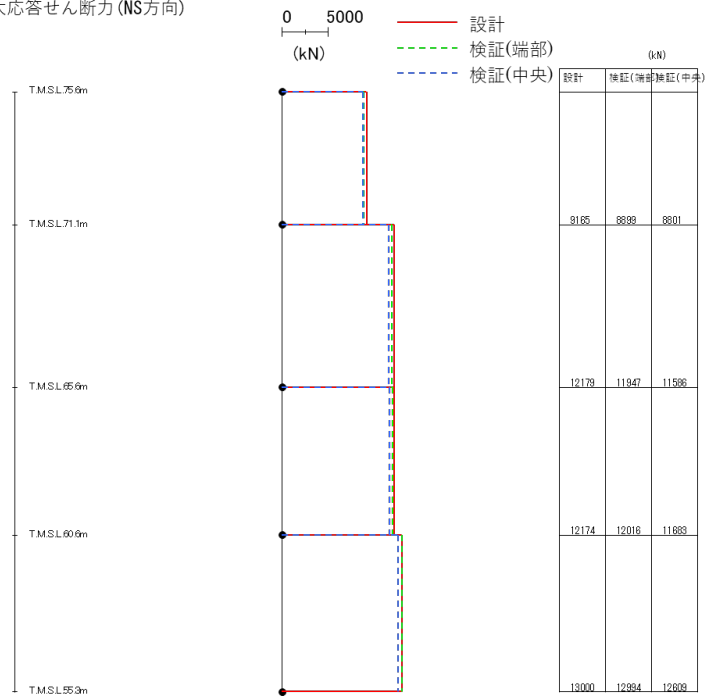 大応答せん断力(NS方向)
0 5000
(kN)
設計
検証(端部)
検証(中央)
(kN)
設計 検証(端部) 検証(中央)
T.M.S.L.75.6m
T.M.S.L.71.1m
9165 8899 8801
T.M.S.L.65.6m
12179 11947 11586
T.M.S.L.60.6m
12174 12016 11683
T.M.S.L.55.3m
13000 12994 12609